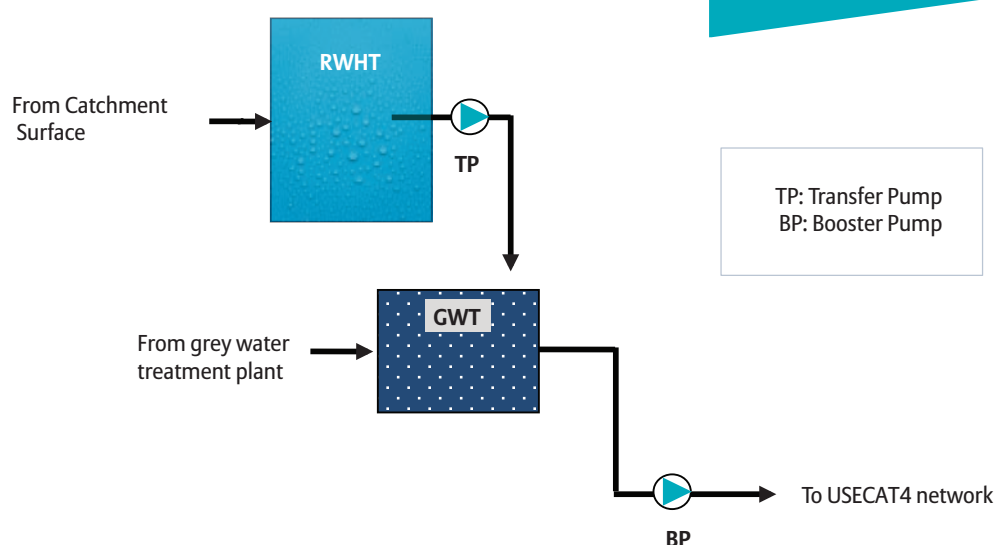 RWHT
From Catchment
Surface
TP
TP: Transfer Pump
BP: Booster Pump
GWT
From grey water
treatment plant
To USECAT4 network
BP